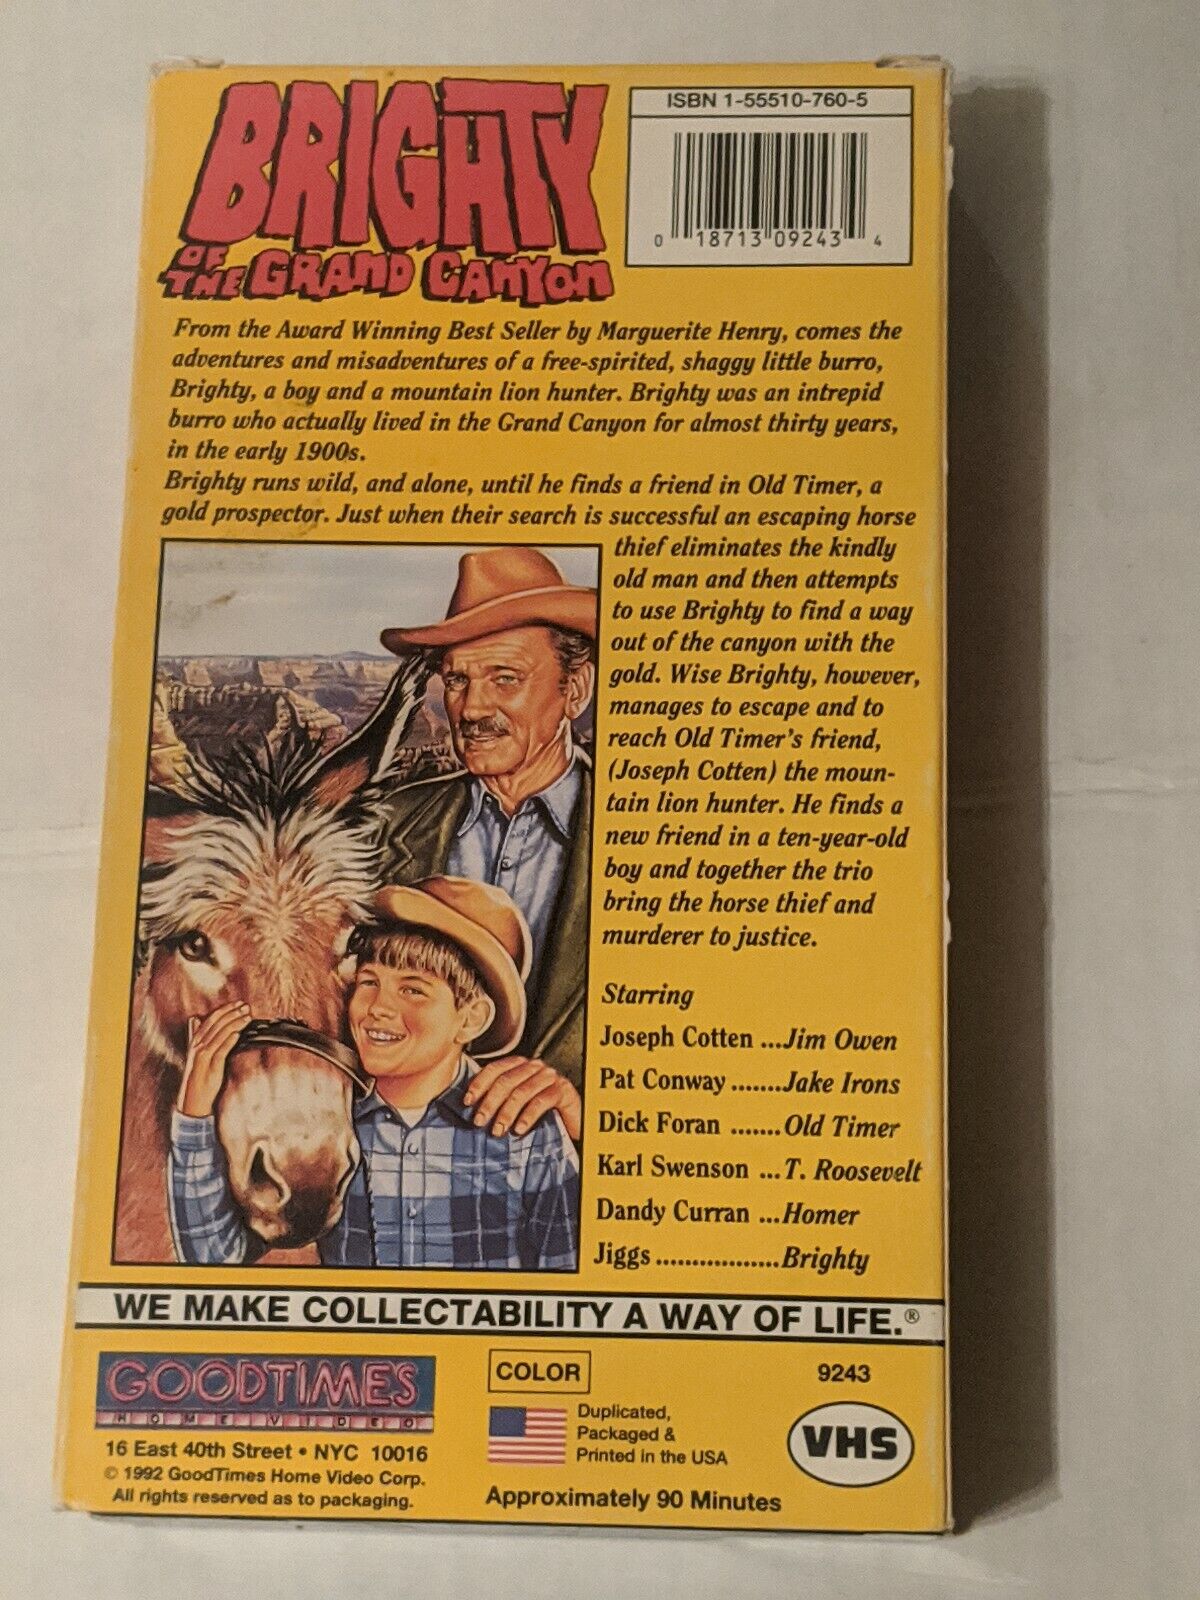 BRIGHTY
OF
THE GRAND CANYON
ISBN 1-55510-760-5
0 18713 09243 4
From the Award Winning Best Seller by Marguerite Henry, comes the
adventures and misadventures of a free-spirited, shaggy little burro,
Brighty, a boy and a mountain lion hunter. Brighty was an intrepid
burro who actually lived in the Grand Canyon for almost thirty years,
in the early 1900s.
Brighty runs wild, and alone, until he finds a friend in Old Timer, a
gold prospector. Just when their search is successful an escaping horse
thief eliminates the kindly
old man and then attempts
to use Brighty to find a way
out of the canyon with the
gold. Wise Brighty, however,
manages to escape and to
reach Old Timer's friend,
(Joseph Cotten) the moun-
tain lion hunter. He finds a
new friend in a ten-year-old
boy and together the trio
bring the horse thief and
murderer to justice.
Starring
Joseph Cotten ...Jim Owen
Pat Conway .......Jake Irons
Dick Foran .......Old Timer
Karl Swenson ...T. Roosevelt
Dandy Curran ...Homer
Jiggs .................Brighty
WE MAKE COLLECTABILITY A WAY OF LIFE.®
GOODTIMES
HOME VIDEO
16 East 40th Street • NYC 10016
© 1992 GoodTimes Home Video Corp.
All rights reserved as to packaging.
COLOR
Duplicated,
Packaged &
Printed in the USA
Approximately 90 Minutes
9243
VHS